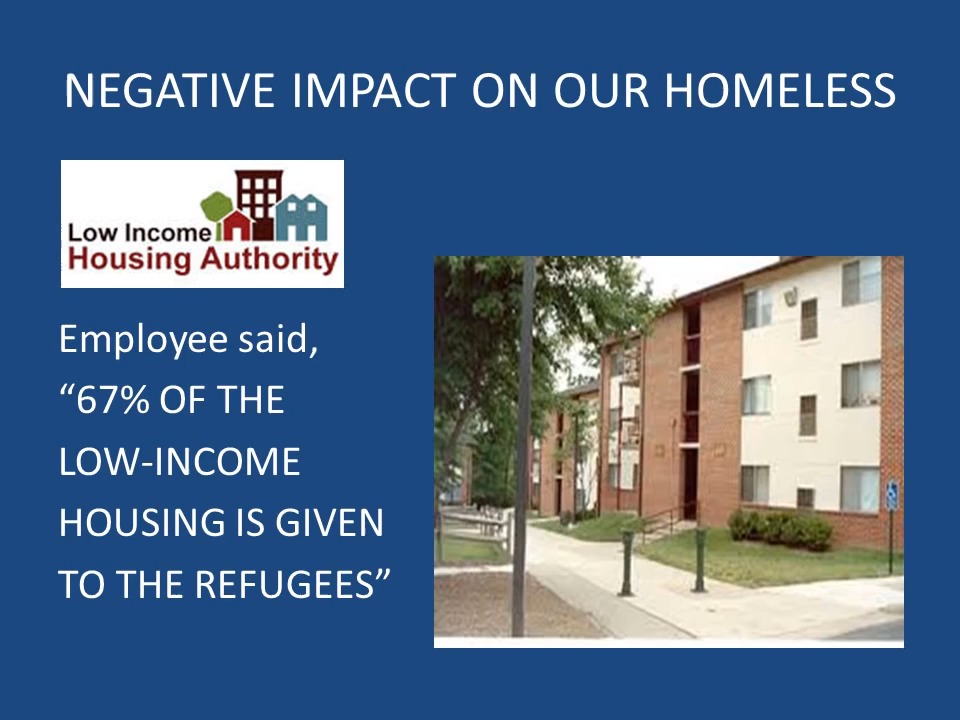 NEGATIVE IMPACT ON OUR HOMELESS
Low Income
Housing Authority
Employee said,
“67% OF THE
LOW-INCOME
HOUSING IS GIVEN
TO THE REFUGEES”